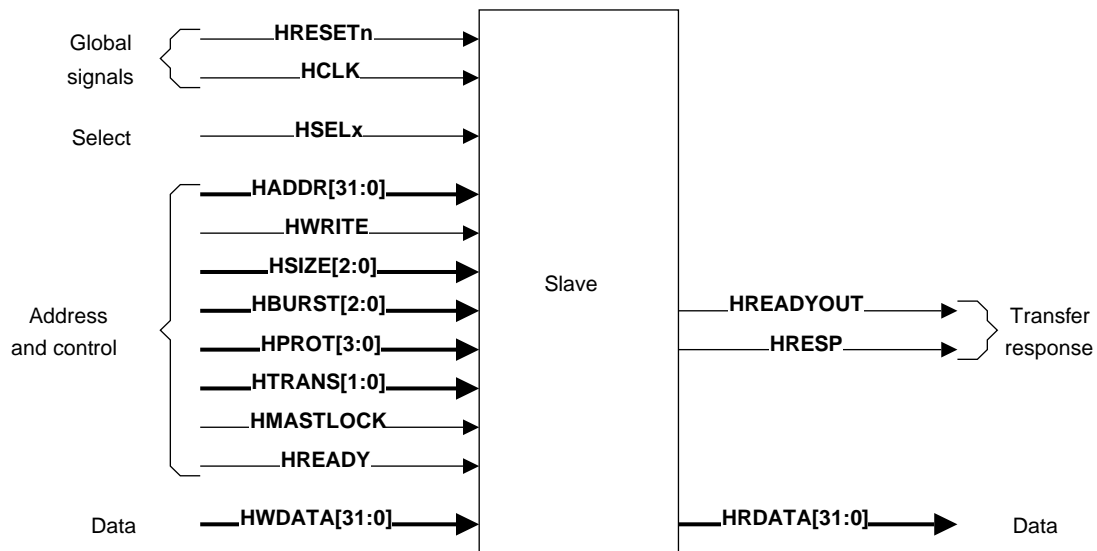 Global
signals
HRESETn
HCLK
Select
HSELx
Address
and control
HADDR[31:0]
HWRITE
HSIZE[2:0]
HBURST[2:0]
HPROT[3:0]
HTRANS[1:0]
HMASTLOCK
HREADY
Data
HWDATA[31:0]
Slave
HREADYOUT
HRESP
Transfer
response
HRDATA[31:0]
Data